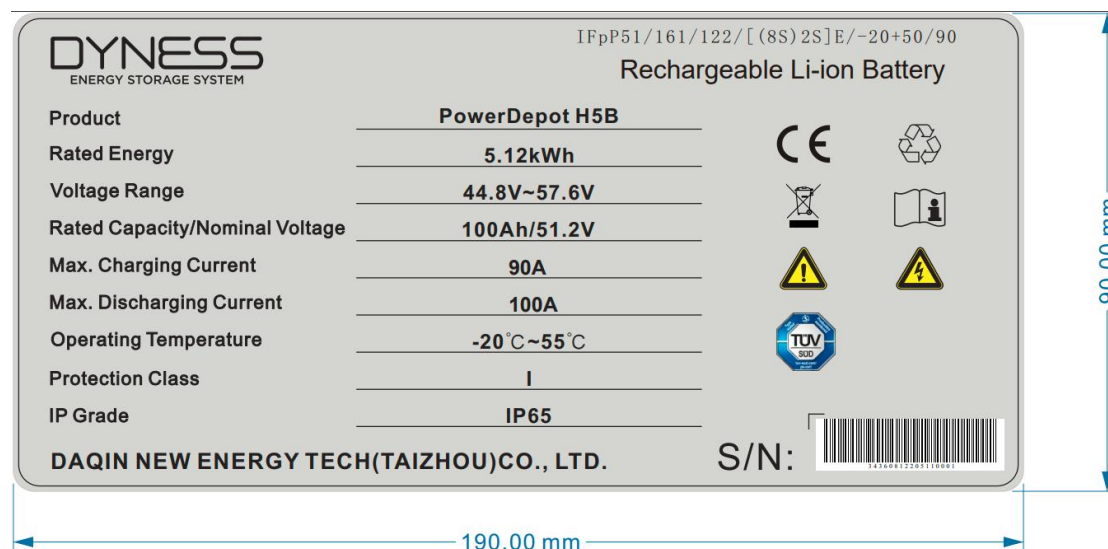 DYNESS
ENERGY STORAGE SYSTEM
IFpP51/161/122/[(8S)2S]E/-20+50/90
Rechargeable Li-ion Battery
Product PowerDepot H5B
Rated Energy 5.12kWh
Voltage Range 44.8V~57.6V
Rated Capacity/Nominal Voltage 100Ah/51.2V
Max. Charging Current 90A
Max. Discharging Current 100A
Operating Temperature -20℃~55℃
Protection Class I
IP Grade IP65
CE
TÜV
SÜD
DAQIN NEW ENERGY TECH(TAIZHOU)CO., LTD.
S/N:
34360812205110001
190.00 mm
90.00 mm